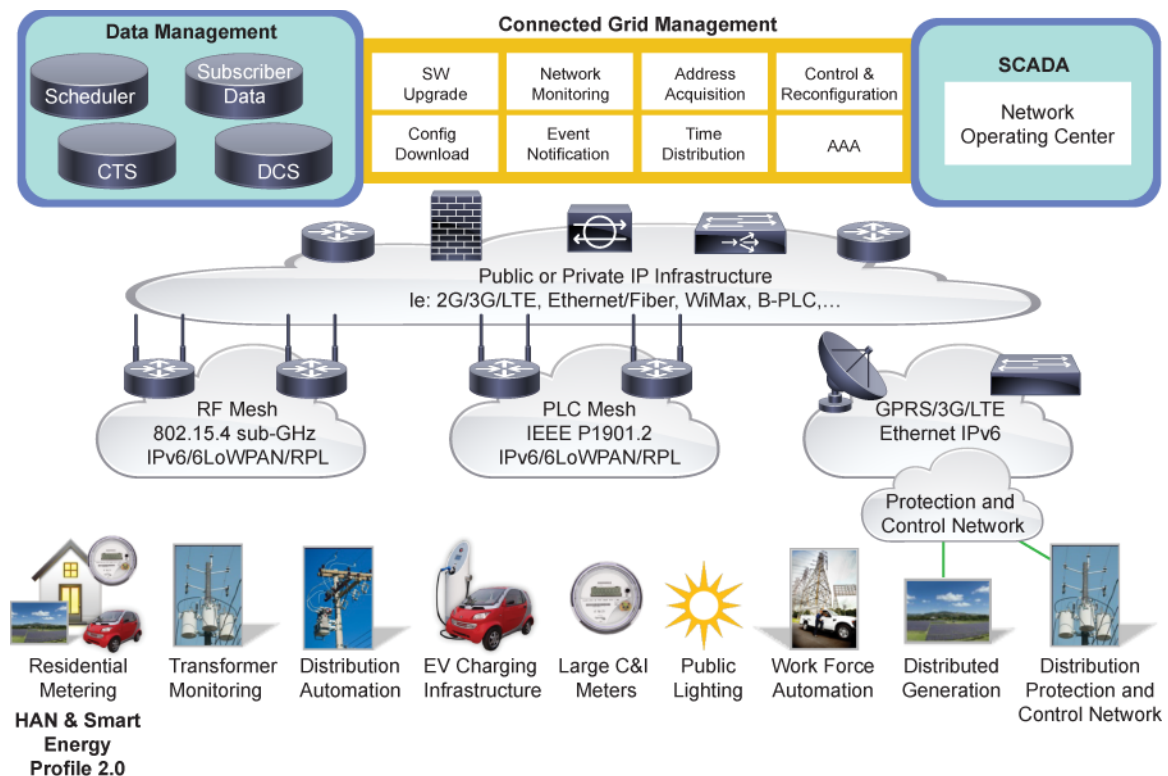 Data Management
Scheduler
Subscriber
Data
CTS
DCS
Connected Grid Management
SW
Upgrade
Network
Monitoring
Address
Acquisition
Control &
Reconfiguration
Config
Download
Event
Notification
Time
Distribution
AAA
SCADA
Network
Operating Center
Public or Private IP Infrastructure
Ie: 2G/3G/LTE, Ethernet/Fiber, WiMax, B-PLC,...
RF Mesh
802.15.4 sub-GHz
IPv6/6LoWPAN/RPL
PLC Mesh
IEEE P1901.2
IPv6/6LoWPAN/RPL
GPRS/3G/LTE
Ethernet IPv6
Protection and
Control Network
Residential
Metering
HAN & Smart
Energy
Profile 2.0
Transformer
Monitoring
Distribution
Automation
EV Charging
Infrastructure
Large C&I
Meters
Public
Lighting
Work Force
Automation
Distributed
Generation
Distribution
Protection and
Control Network